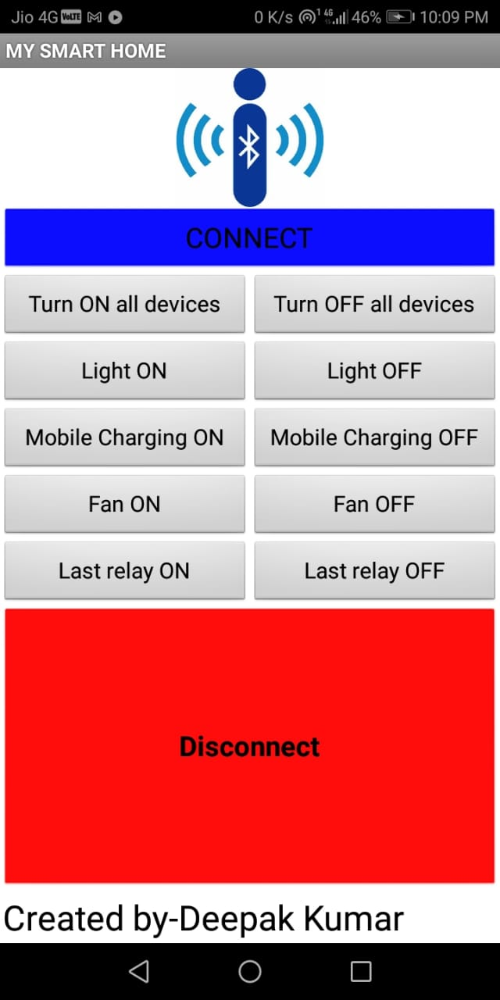 Jio 4G VoLTE 0 K/s 1 4G 46% 10:09 PM
MY SMART HOME
CONNECT
Turn ON all devices Turn OFF all devices
Light ON Light OFF
Mobile Charging ON Mobile Charging OFF
Fan ON Fan OFF
Last relay ON Last relay OFF
Disconnect
Created by-Deepak Kumar